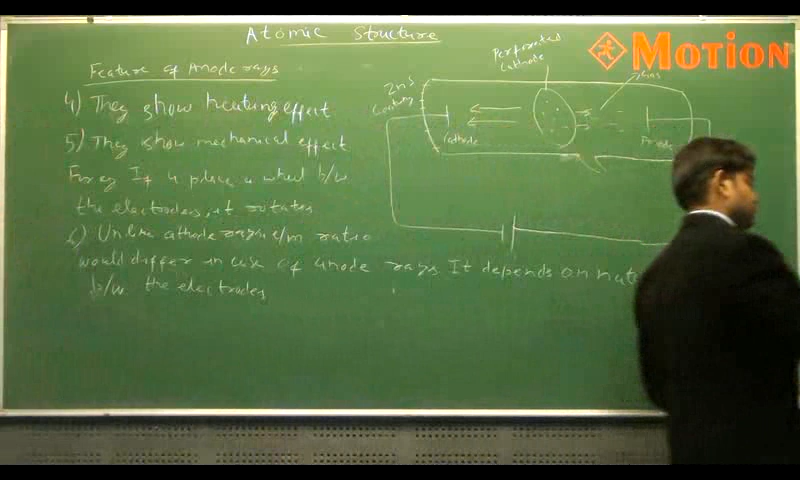 Atomic Structure
MOTION
Feature of Anode rays
4) They show heating effect
5) They show mechanical effect
For eg If u place a wheel b/w
the electrodes, it rotates
6) Unlike cathode rays e/m ratio
would differ in case of anode rays. It depends on
b/w the electrodes
Perforated
Cathode
Gas
ZnS
Coating
Cathode
Anode